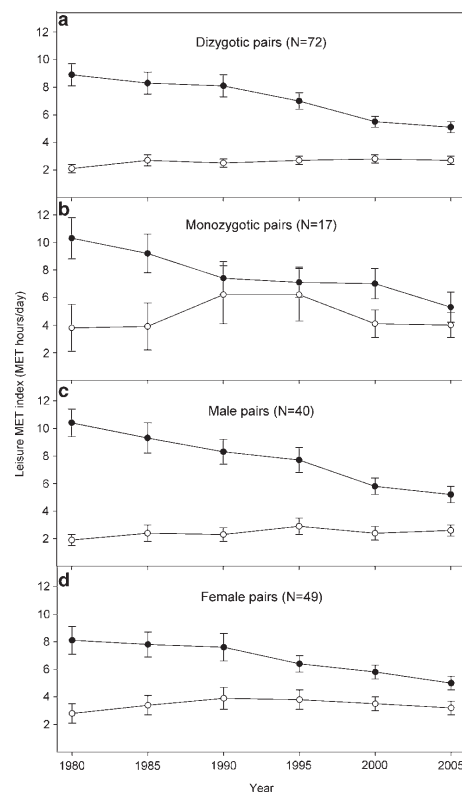 a
Dizygotic pairs (N=72)
12
10
8
6
4
2
b
Monozygotic pairs (N=17)
12
10
8
6
4
2
Leisure MET index (MET hours/day)
c
Male pairs (N=40)
12
10
8
6
4
2
d
Female pairs (N=49)
12
10
8
6
4
2
1980 1985 1990 1995 2000 2005
Year